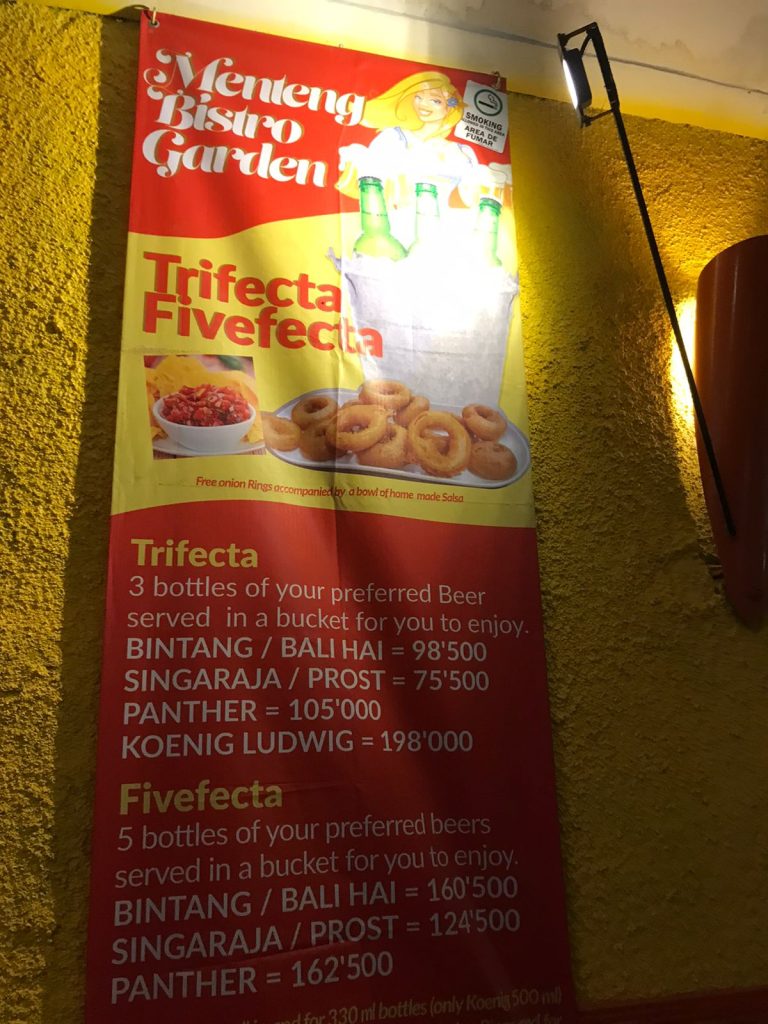 Menteng
Bistro
Garden
SMOKING
AREA DE
FUMAR
Trifecta
Fivefecta
Free onion Rings accompanied by a bowl of home made Salsa
Trifecta
3 bottles of your preferred Beer
served in a bucket for you to enjoy.
BINTANG / BALI HAI = 98'500
SINGARAJA / PROST = 75'500
PANTHER = 105'000
KOENIG LUDWIG = 198'000
Fivefecta
5 bottles of your preferred beers
served in a bucket for you to enjoy.
BINTANG / BALI HAI = 160'500
SINGARAJA / PROST = 124'500
PANTHER = 162'500
for 330 ml bottles (only Koenig 500 ml)